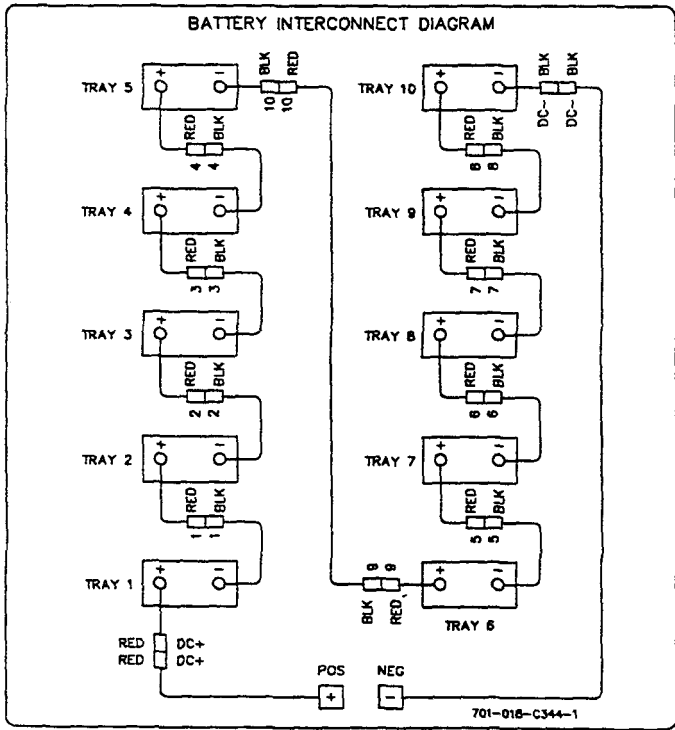 BATTERY INTERCONNECT DIAGRAM
TRAY 5
+ −
BLK RED
10 10
TRAY 10
+ −
BLK BLK
DC~ DC~
RED BLK
4 4
RED BLK
8 8
TRAY 4
+ −
TRAY 9
+ −
RED BLK
3 3
RED BLK
7 7
TRAY 3
+ −
TRAY 8
+ −
RED BLK
2 2
RED BLK
6 6
TRAY 2
+ −
TRAY 7
+ −
RED BLK
1 1
RED BLK
5 5
TRAY 1
+ −
9 9
BLK RED
+ −
TRAY 6
RED DC+
RED DC+
POS NEG
+ −
701-018-C344-1